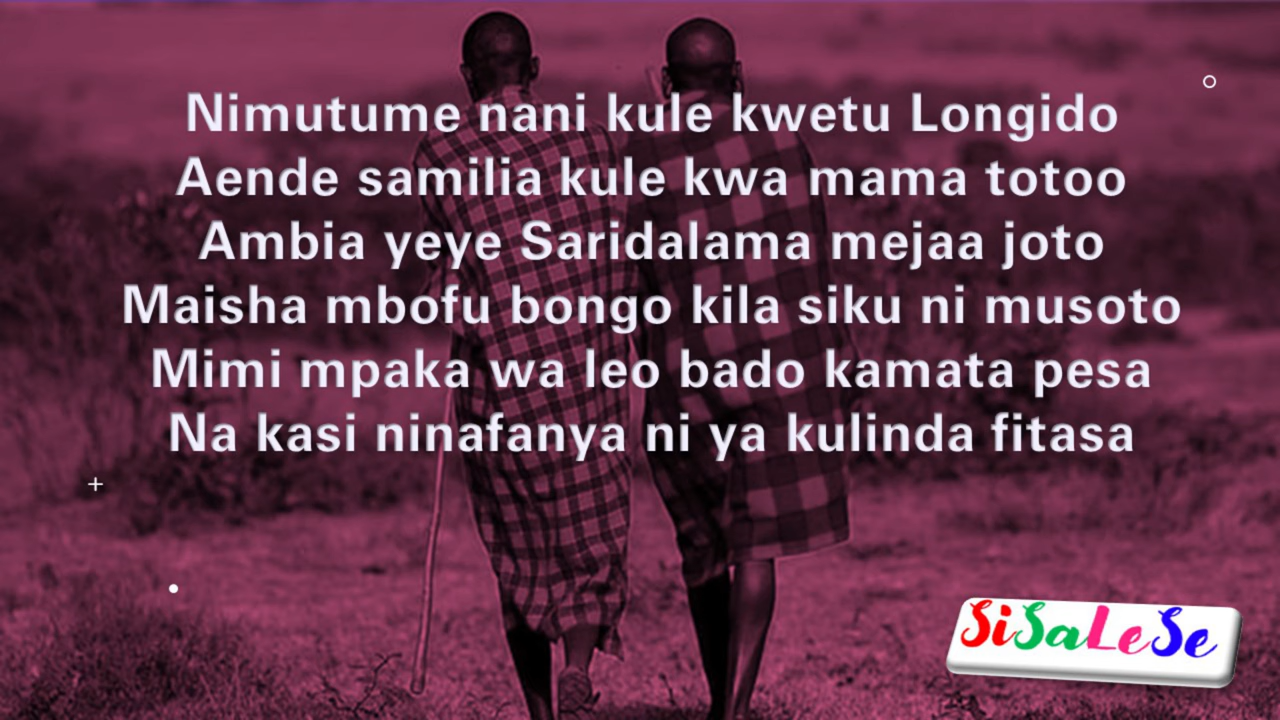 Nimutume nani kule kwetu Longido
Aende samilia kule kwa mama totoo
Ambia yeye Saridalama mejaa joto
Maisha mbofu bongo kila siku ni musoto
Mimi mpaka wa leo bado kamata pesa
Na kasi ninafanya ni ya kulinda fitasa
SiSaLeSe